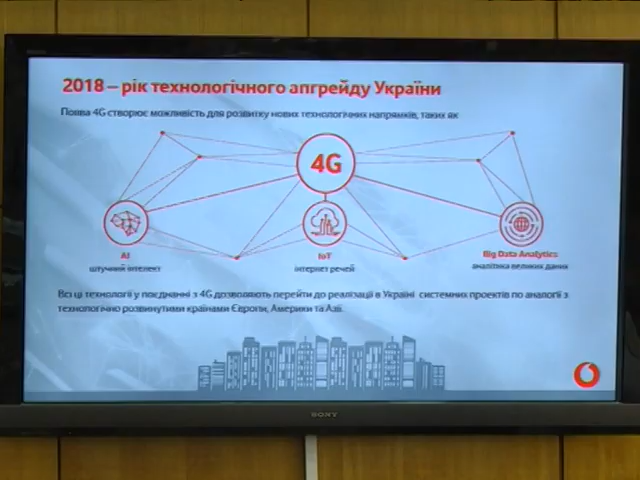 2018 – рік технологічного апгрейду України
Поява 4G створює можливість для розвитку нових технологічних напрямків, таких як
4G
AI
штучний інтелект
IoT
інтернет речей
Big Data Analytics
аналітика великих даних
Всі ці технології у поєднанні з 4G дозволяють перейти до реалізації в Україні системних проектів по аналогії з
технологічно розвинутими країнами Європи, Америки та Азії.
SONY